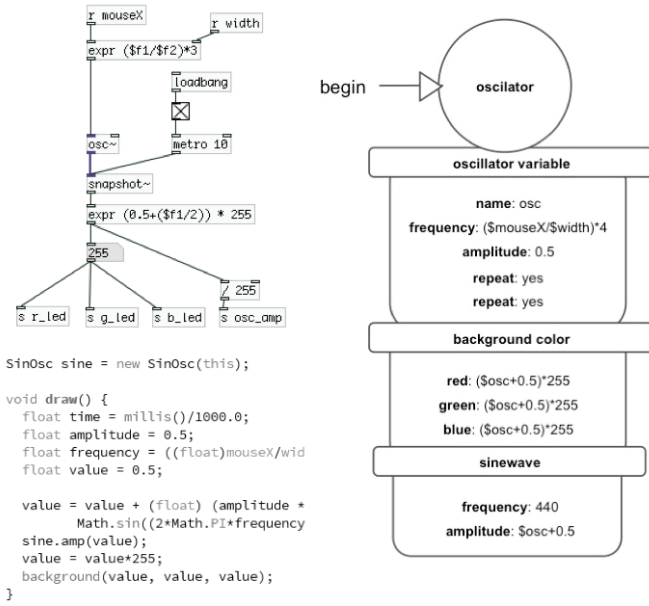 r mouseX
r width
expr ($f1/$f2)*3
loadbang
osc~
metro 10
snapshot~
expr (0.5+($f1/2)) * 255
255
/ 255
s r_led
s g_led
s b_led
s osc_amp
SinOsc sine = new SinOsc(this);
void draw() {
float time = millis()/1000.0;
float amplitude = 0.5;
float frequency = ((float)mouseX/wid
float value = 0.5;
value = value + (float) (amplitude *
Math.sin((2*Math.PI*frequency
sine.amp(value);
value = value*255;
background(value, value, value);
}
begin
oscilator
oscillator variable
name: osc
frequency: ($mouseX/$width)*4
amplitude: 0.5
repeat: yes
repeat: yes
background color
red: ($osc+0.5)*255
green: ($osc+0.5)*255
blue: ($osc+0.5)*255
sinewave
frequency: 440
amplitude: $osc+0.5